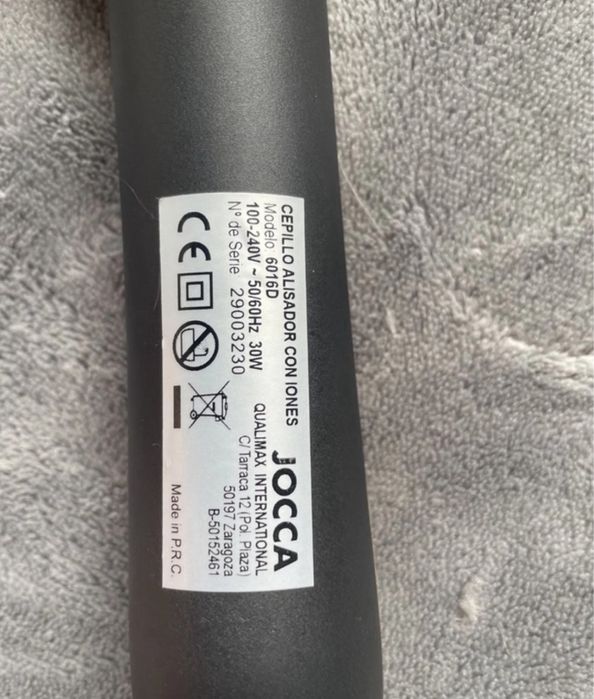 CEPILLO ALISADOR CON IONES
Modelo 6016D
100-240V ~ 50/60Hz 30W
Nº de Serie 29003230
CE
JOCCA
QUALIMAX INTERNATIONAL
C/ Tarraca 12 (Pol. Plaza)
50197 Zaragoza
B-50152461
Made in P.R.C.